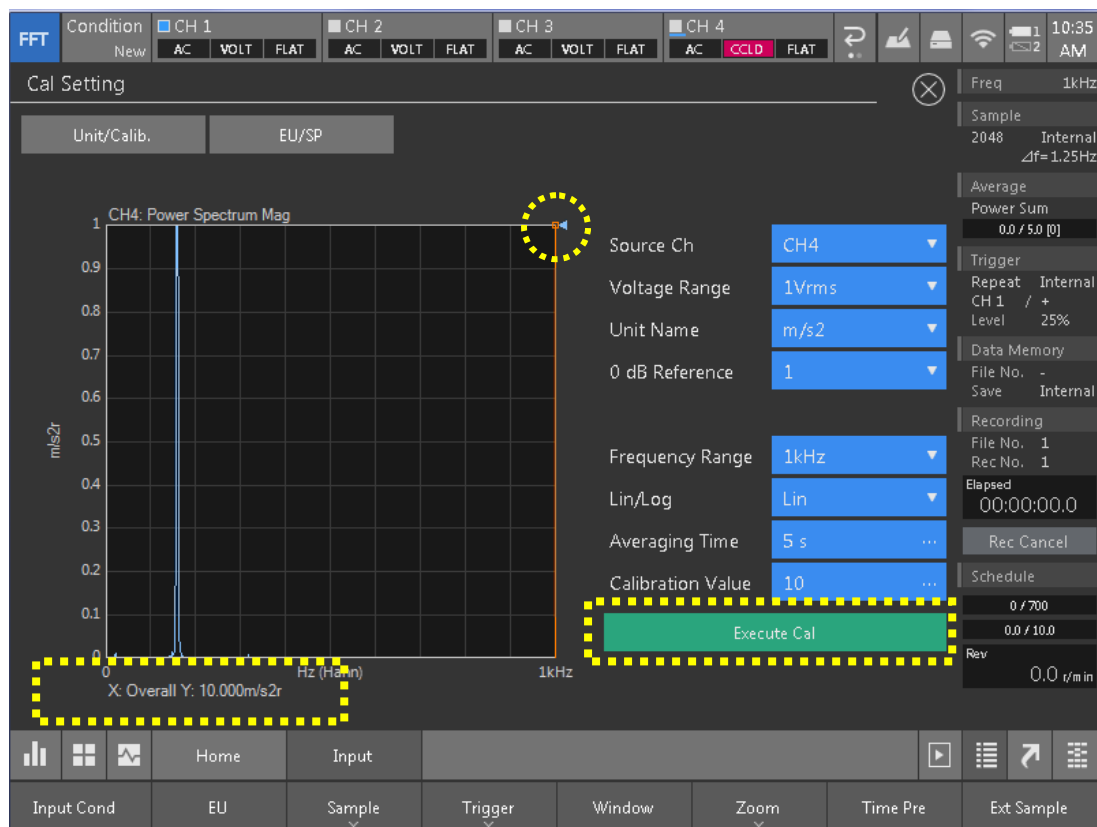 FFT
Condition
New
CH 1
AC VOLT FLAT
CH 2
AC VOLT FLAT
CH 3
AC VOLT FLAT
CH 4
AC CCLD FLAT
1
2
10:35
AM
Cal Setting
Unit/Calib.
EU/SP
CH4: Power Spectrum Mag
1
0.9
0.8
0.7
0.6
0.5
0.4
0.3
0.2
0.1
0
m/s2r
0
Hz (Hann)
1kHz
X: Overall Y: 10.000m/s2r
Source Ch CH4
Voltage Range 1Vrms
Unit Name m/s2
0 dB Reference 1
Frequency Range 1kHz
Lin/Log Lin
Averaging Time 5 s ...
Calibration Value 10 ...
Execute Cal
Freq 1kHz
Sample
2048 Internal
⊿f=1.25Hz
Average
Power Sum
0.0 / 5.0 [0]
Trigger
Repeat Internal
CH 1 / +
Level 25%
Data Memory
File No. -
Save Internal
Recording
File No. 1
Rec No. 1
Elapsed
00:00:00.0
Rec Cancel
Schedule
0 / 700
0.0 / 10.0
Rev
0.0 r/min
Home
Input
Input Cond
EU
Sample
Trigger
Window
Zoom
Time Pre
Ext Sample